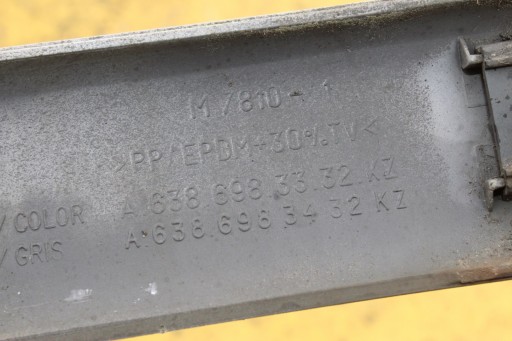 M/810-1
>PP/EPDM-30%TV<
/COLOR A 638.698 33.32 KZ
/GRIS A 638.698 34 32 KZ